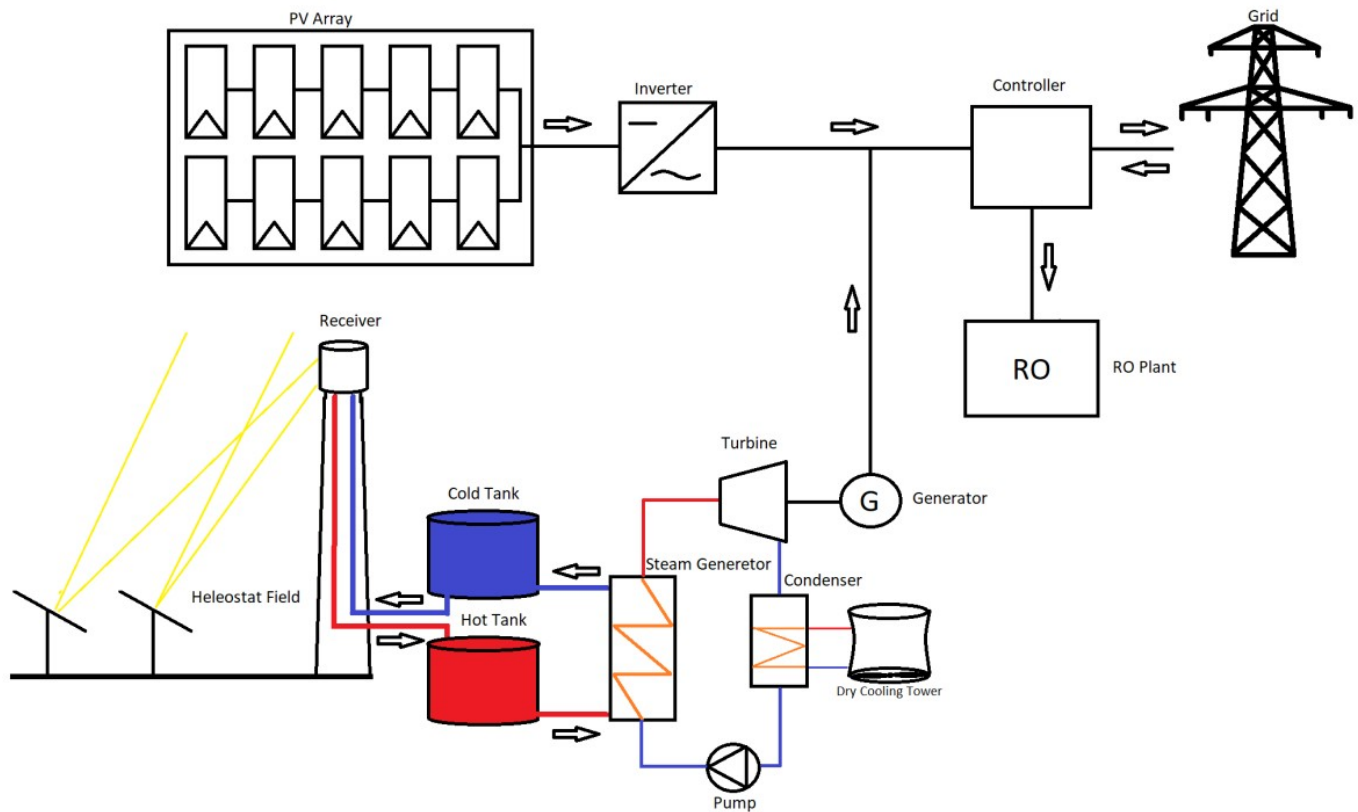 PV Array
Grid
Inverter
Controller
Receiver
RO
RO Plant
Turbine
Cold Tank
G
Generator
Steam Generetor
Condenser
Heleostat Field
Hot Tank
Dry Cooling Tower
Pump